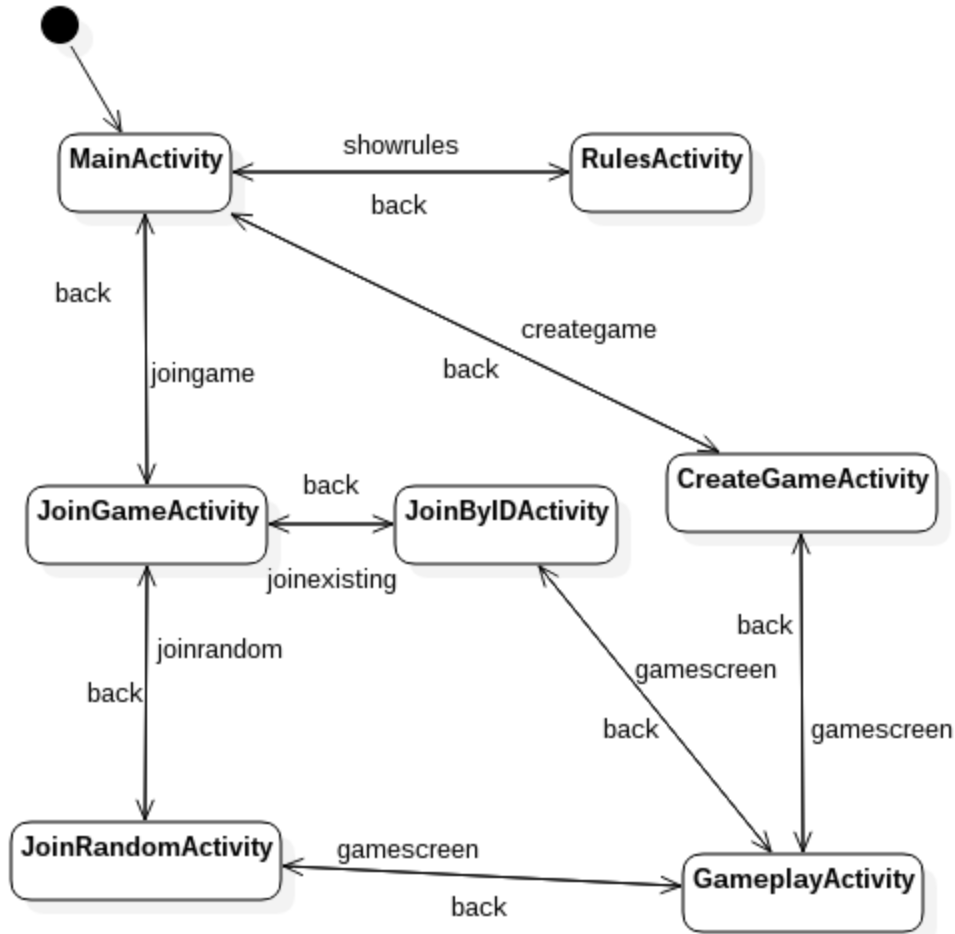 showrules
MainActivity
RulesActivity
back
back
creategame
back
joingame
CreateGameActivity
back
JoinGameActivity
JoinByIDActivity
joinexisting
back
joinrandom
gamescreen
back
back
gamescreen
JoinRandomActivity
gamescreen
GameplayActivity
back